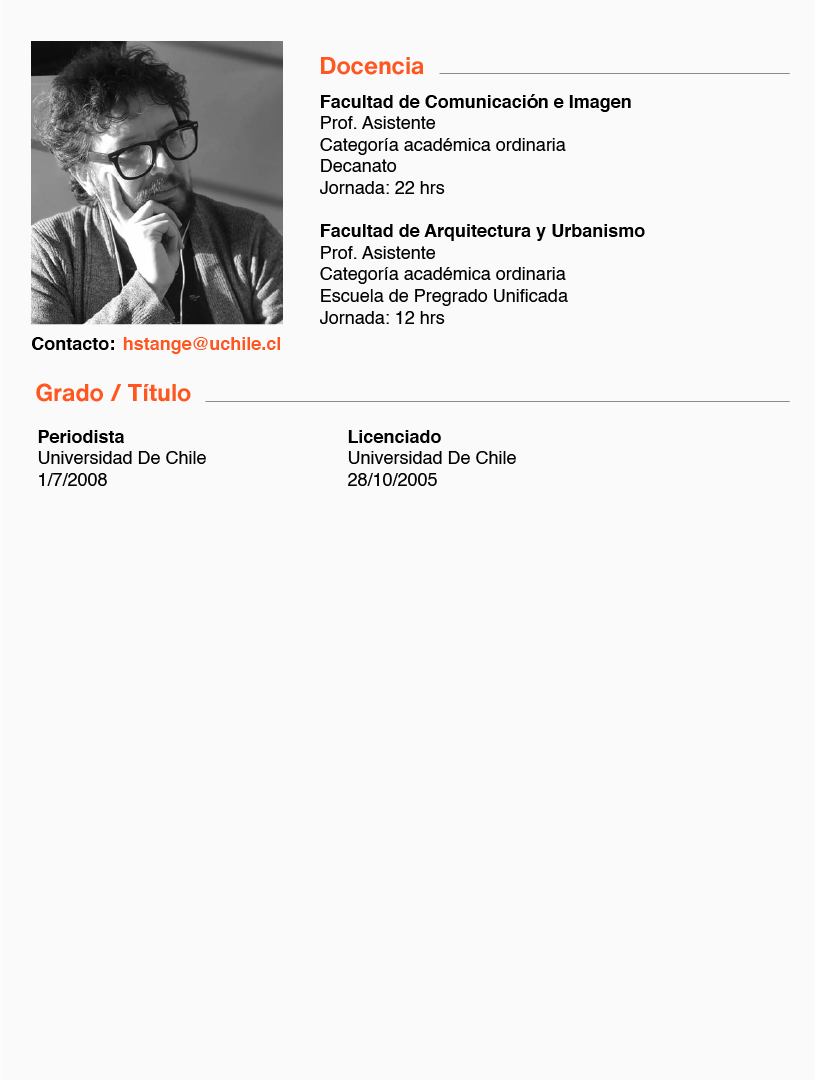 Docencia
Facultad de Comunicación e Imagen
Prof. Asistente
Categoría académica ordinaria
Decanato
Jornada: 22 hrs
Facultad de Arquitectura y Urbanismo
Prof. Asistente
Categoría académica ordinaria
Escuela de Pregrado Unificada
Jornada: 12 hrs
Contacto: hstange@uchile.cl
Grado / Título
Periodista
Universidad De Chile
1/7/2008
Licenciado
Universidad De Chile
28/10/2005